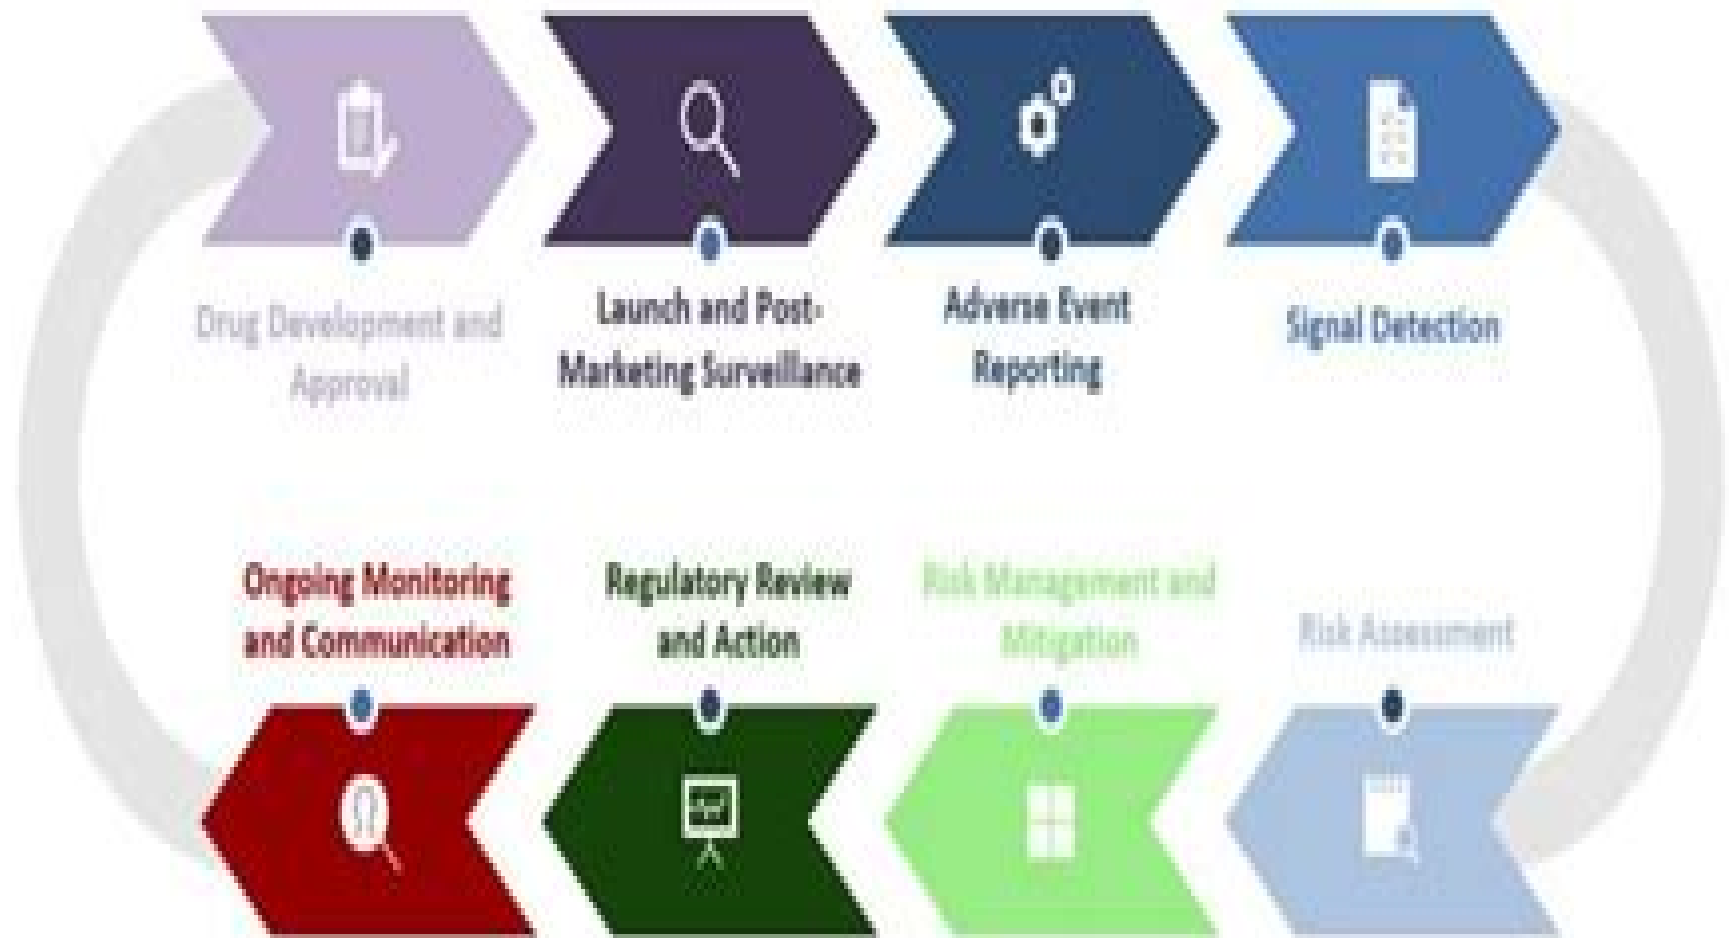 Drug Development and
Approval
Launch and Post-
Marketing Surveillance
Adverse Event
Reporting
Signal Detection
Ongoing Monitoring
and Communication
Regulatory Review
and Action
Risk Management and
Mitigation
Risk Assessment